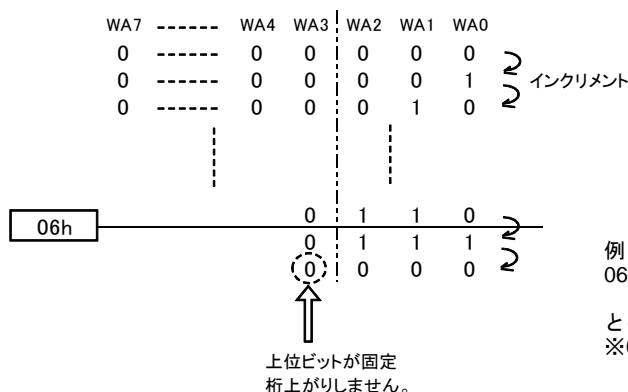 WA7 ------ WA4 WA3 WA2 WA1 WA0
0 ------ 0 0 0 0 0
0 ------ 0 0 0 0 1 インクリメント
0 ------ 0 0 0 1 0
06h 0 1 1 0
0 1 1 1
0 0 0 0
例
06
と
※
上位ビットが固定
桁上がりしません。